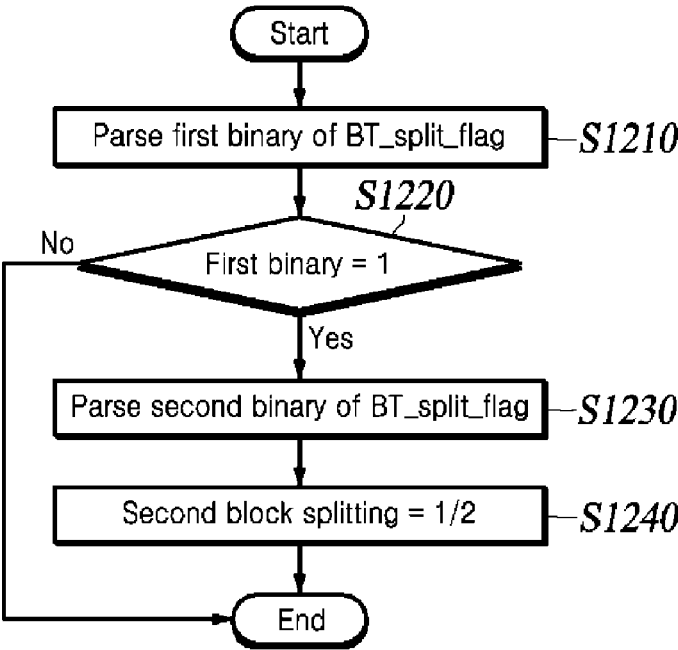 Start
Parse first binary of BT_split_flag
S1210
S1220
No
First binary = 1
Yes
Parse second binary of BT_split_flag
S1230
Second block splitting = 1/2
S1240
End